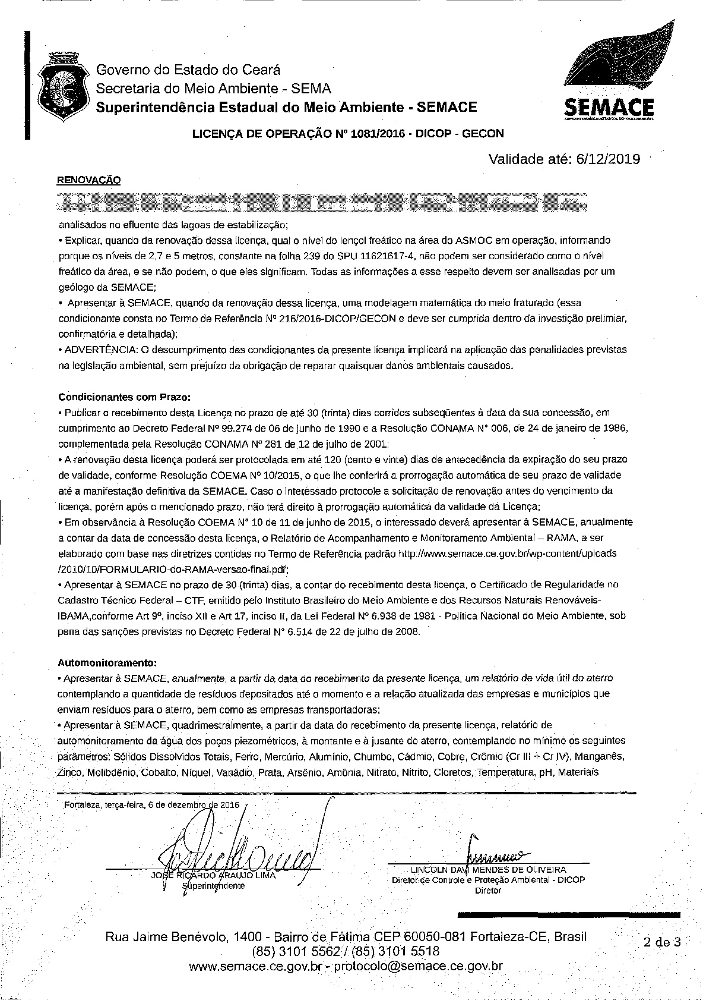 Governo do Estado do Ceará
Secretaria do Meio Ambiente - SEMA
Superintendência Estadual do Meio Ambiente - SEMACE
SEMACE
SUPERINTENDÊNCIA ESTADUAL DO MEIO AMBIENTE
LICENÇA DE OPERAÇÃO Nº 1081/2016 - DICOP - GECON
Validade até: 6/12/2019
RENOVAÇÃO
analisados no efluente das lagoas de estabilização;
• Explicar, quando da renovação dessa licença, qual o nível do lençol freático na área do ASMOC em operação, informando
porque os níveis de 2,7 e 5 metros, constante na folha 239 do SPU 11621617-4, não podem ser considerado como o nível
freático da área, e se não podem, o que eles significam. Todas as informações a esse respeito devem ser analisadas por um
geólogo da SEMACE;
• Apresentar à SEMACE, quando da renovação dessa licença, uma modelagem matemática do meio fraturado (essa
condicionante consta no Termo de Referência Nº 216/2016-DICOP/GECON e deve ser cumprida dentro da investição prelimiar,
confirmatória e detalhada);
• ADVERTÊNCIA: O descumprimento das condicionantes da presente licença implicará na aplicação das penalidades previstas
na legislação ambiental, sem prejuízo da obrigação de reparar quaisquer danos ambientais causados.
Condicionantes com Prazo:
• Publicar o recebimento desta Licença no prazo de até 30 (trinta) dias corridos subseqüentes à data da sua concessão, em
cumprimento ao Decreto Federal Nº 99.274 de 06 de junho de 1990 e a Resolução CONAMA N° 006, de 24 de janeiro de 1986,
complementada pela Resolução CONAMA Nº 281 de 12 de julho de 2001;
• A renovação desta licença poderá ser protocolada em até 120 (cento e vinte) dias de antecedência da expiração do seu prazo
de validade, conforme Resolução COEMA Nº 10/2015, o que lhe conferirá a prorrogação automática de seu prazo de validade
até a manifestação definitiva da SEMACE. Caso o interessado protocole a solicitação de renovação antes do vencimento da
licença, porém após o mencionado prazo, não terá direito à prorrogação automática da validade da Licença;
• Em observância à Resolução COEMA N° 10 de 11 de junho de 2015, o interessado deverá apresentar à SEMACE, anualmente
a contar da data de concessão desta licença, o Relatório de Acompanhamento e Monitoramento Ambiental – RAMA, a ser
elaborado com base nas diretrizes contidas no Termo de Referência padrão http://www.semace.ce.gov.br/wp-content/uploads
/2010/10/FORMULARIO-do-RAMA-versao-final.pdf;
• Apresentar à SEMACE no prazo de 30 (trinta) dias, a contar do recebimento desta licença, o Certificado de Regularidade no
Cadastro Técnico Federal – CTF, emitido pelo Instituto Brasileiro do Meio Ambiente e dos Recursos Naturais Renováveis-
IBAMA,conforme Art 9º, inciso XII e Art 17, inciso II, da Lei Federal Nº 6.938 de 1981 - Política Nacional do Meio Ambiente, sob
pena das sanções previstas no Decreto Federal N° 6.514 de 22 de julho de 2008.
Automonitoramento:
• Apresentar à SEMACE, anualmente, a partir da data do recebimento da presente licença, um relatório de vida útil do aterro
contemplando a quantidade de resíduos depositados até o momento e a relação atualizada das empresas e municípios que
enviam resíduos para o aterro, bem como as empresas transportadoras;
• Apresentar à SEMACE, quadrimestralmente, a partir da data do recebimento da presente licença, relatório de
automonitoramento da água dos poços piezométricos, à montante e à jusante do aterro, contemplando no mínimo os seguintes
parâmetros: Sólidos Dissolvidos Totais, Ferro, Mercúrio, Alumínio, Chumbo, Cádmio, Cobre, Crômio (Cr III + Cr IV), Manganês,
Zinco, Molibdênio, Cobalto, Níquel, Vanádio, Prata, Arsênio, Amônia, Nitrato, Nitrito, Cloretos, Temperatura, pH, Materiais
Fortaleza, terça-feira, 6 de dezembro de 2016
JOSÉ RICARDO ARAUJO LIMA
Superintendente
LINCOLN DAVI MENDES DE OLIVEIRA
Diretor de Controle e Proteção Ambiental - DICOP
Diretor
Rua Jaime Benévolo, 1400 - Bairro de Fátima CEP 60050-081 Fortaleza-CE, Brasil
(85) 3101 5562 / (85) 3101 5518
www.semace.ce.gov.br - protocolo@semace.ce.gov.br
2 de 3